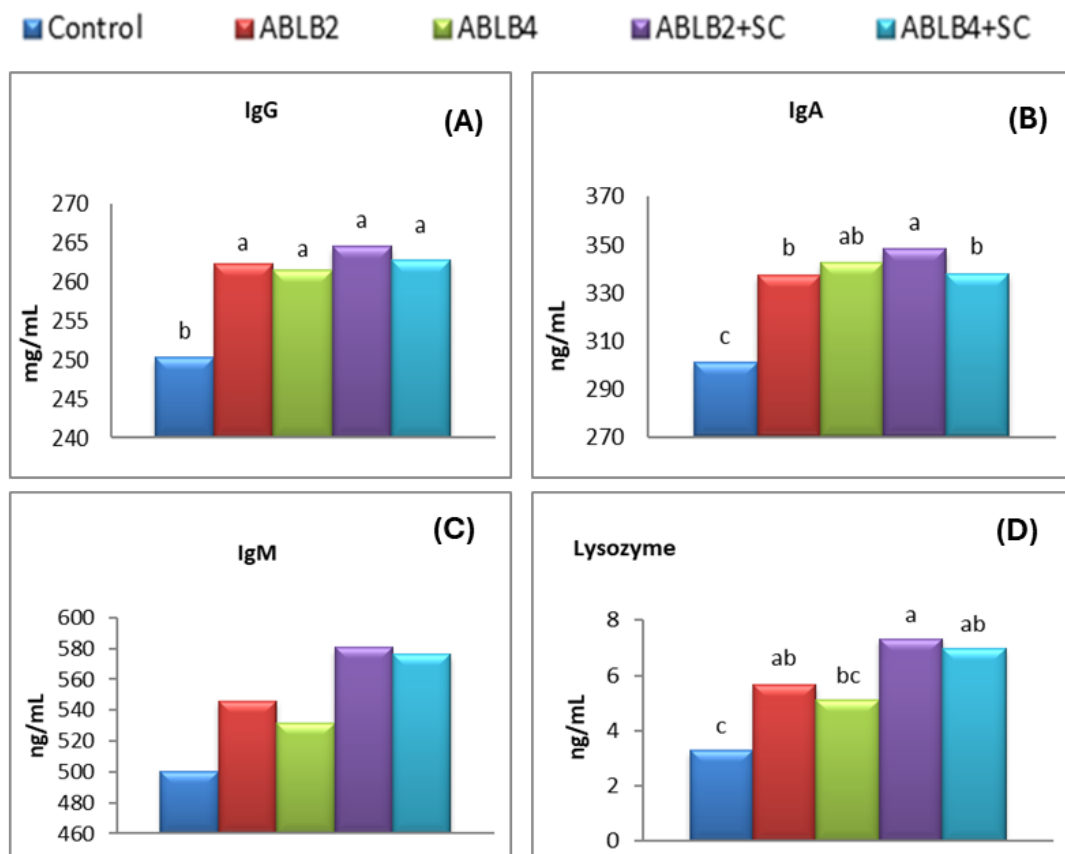 Control ABLB2 ABLB4 ABLB2+SC ABLB4+SC
IgG (A)
mg/mL
270
265
260
255
250
245
240
b a a a a
IgA (B)
ng/mL
370
350
330
310
290
270
c b ab a b
IgM (C)
ng/mL
600
580
560
540
520
500
480
460
Lysozyme (D)
ng/mL
8
6
4
2
0
c ab bc a ab